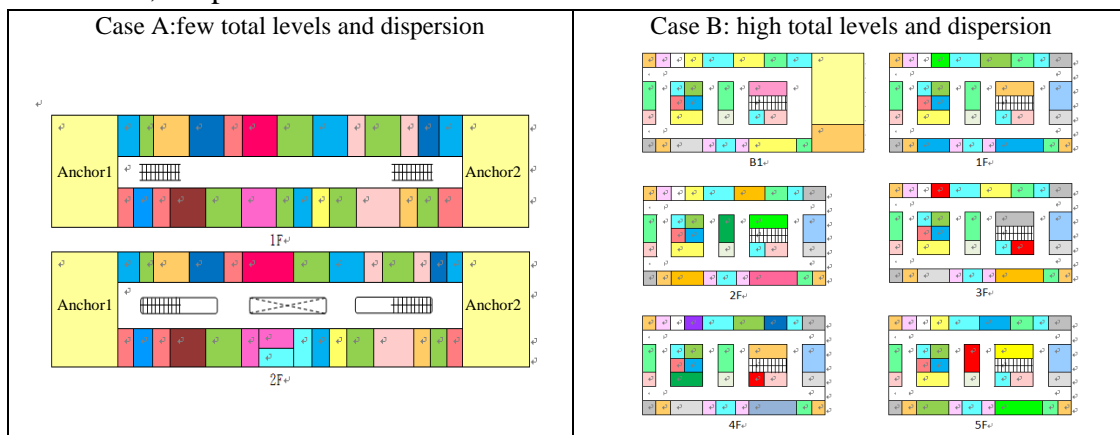 Case A:few total levels and dispersion
Anchor1
Anchor2
1F
Anchor1
Anchor2
2F
Case B: high total levels and dispersion
B1
1F
2F
3F
4F
5F